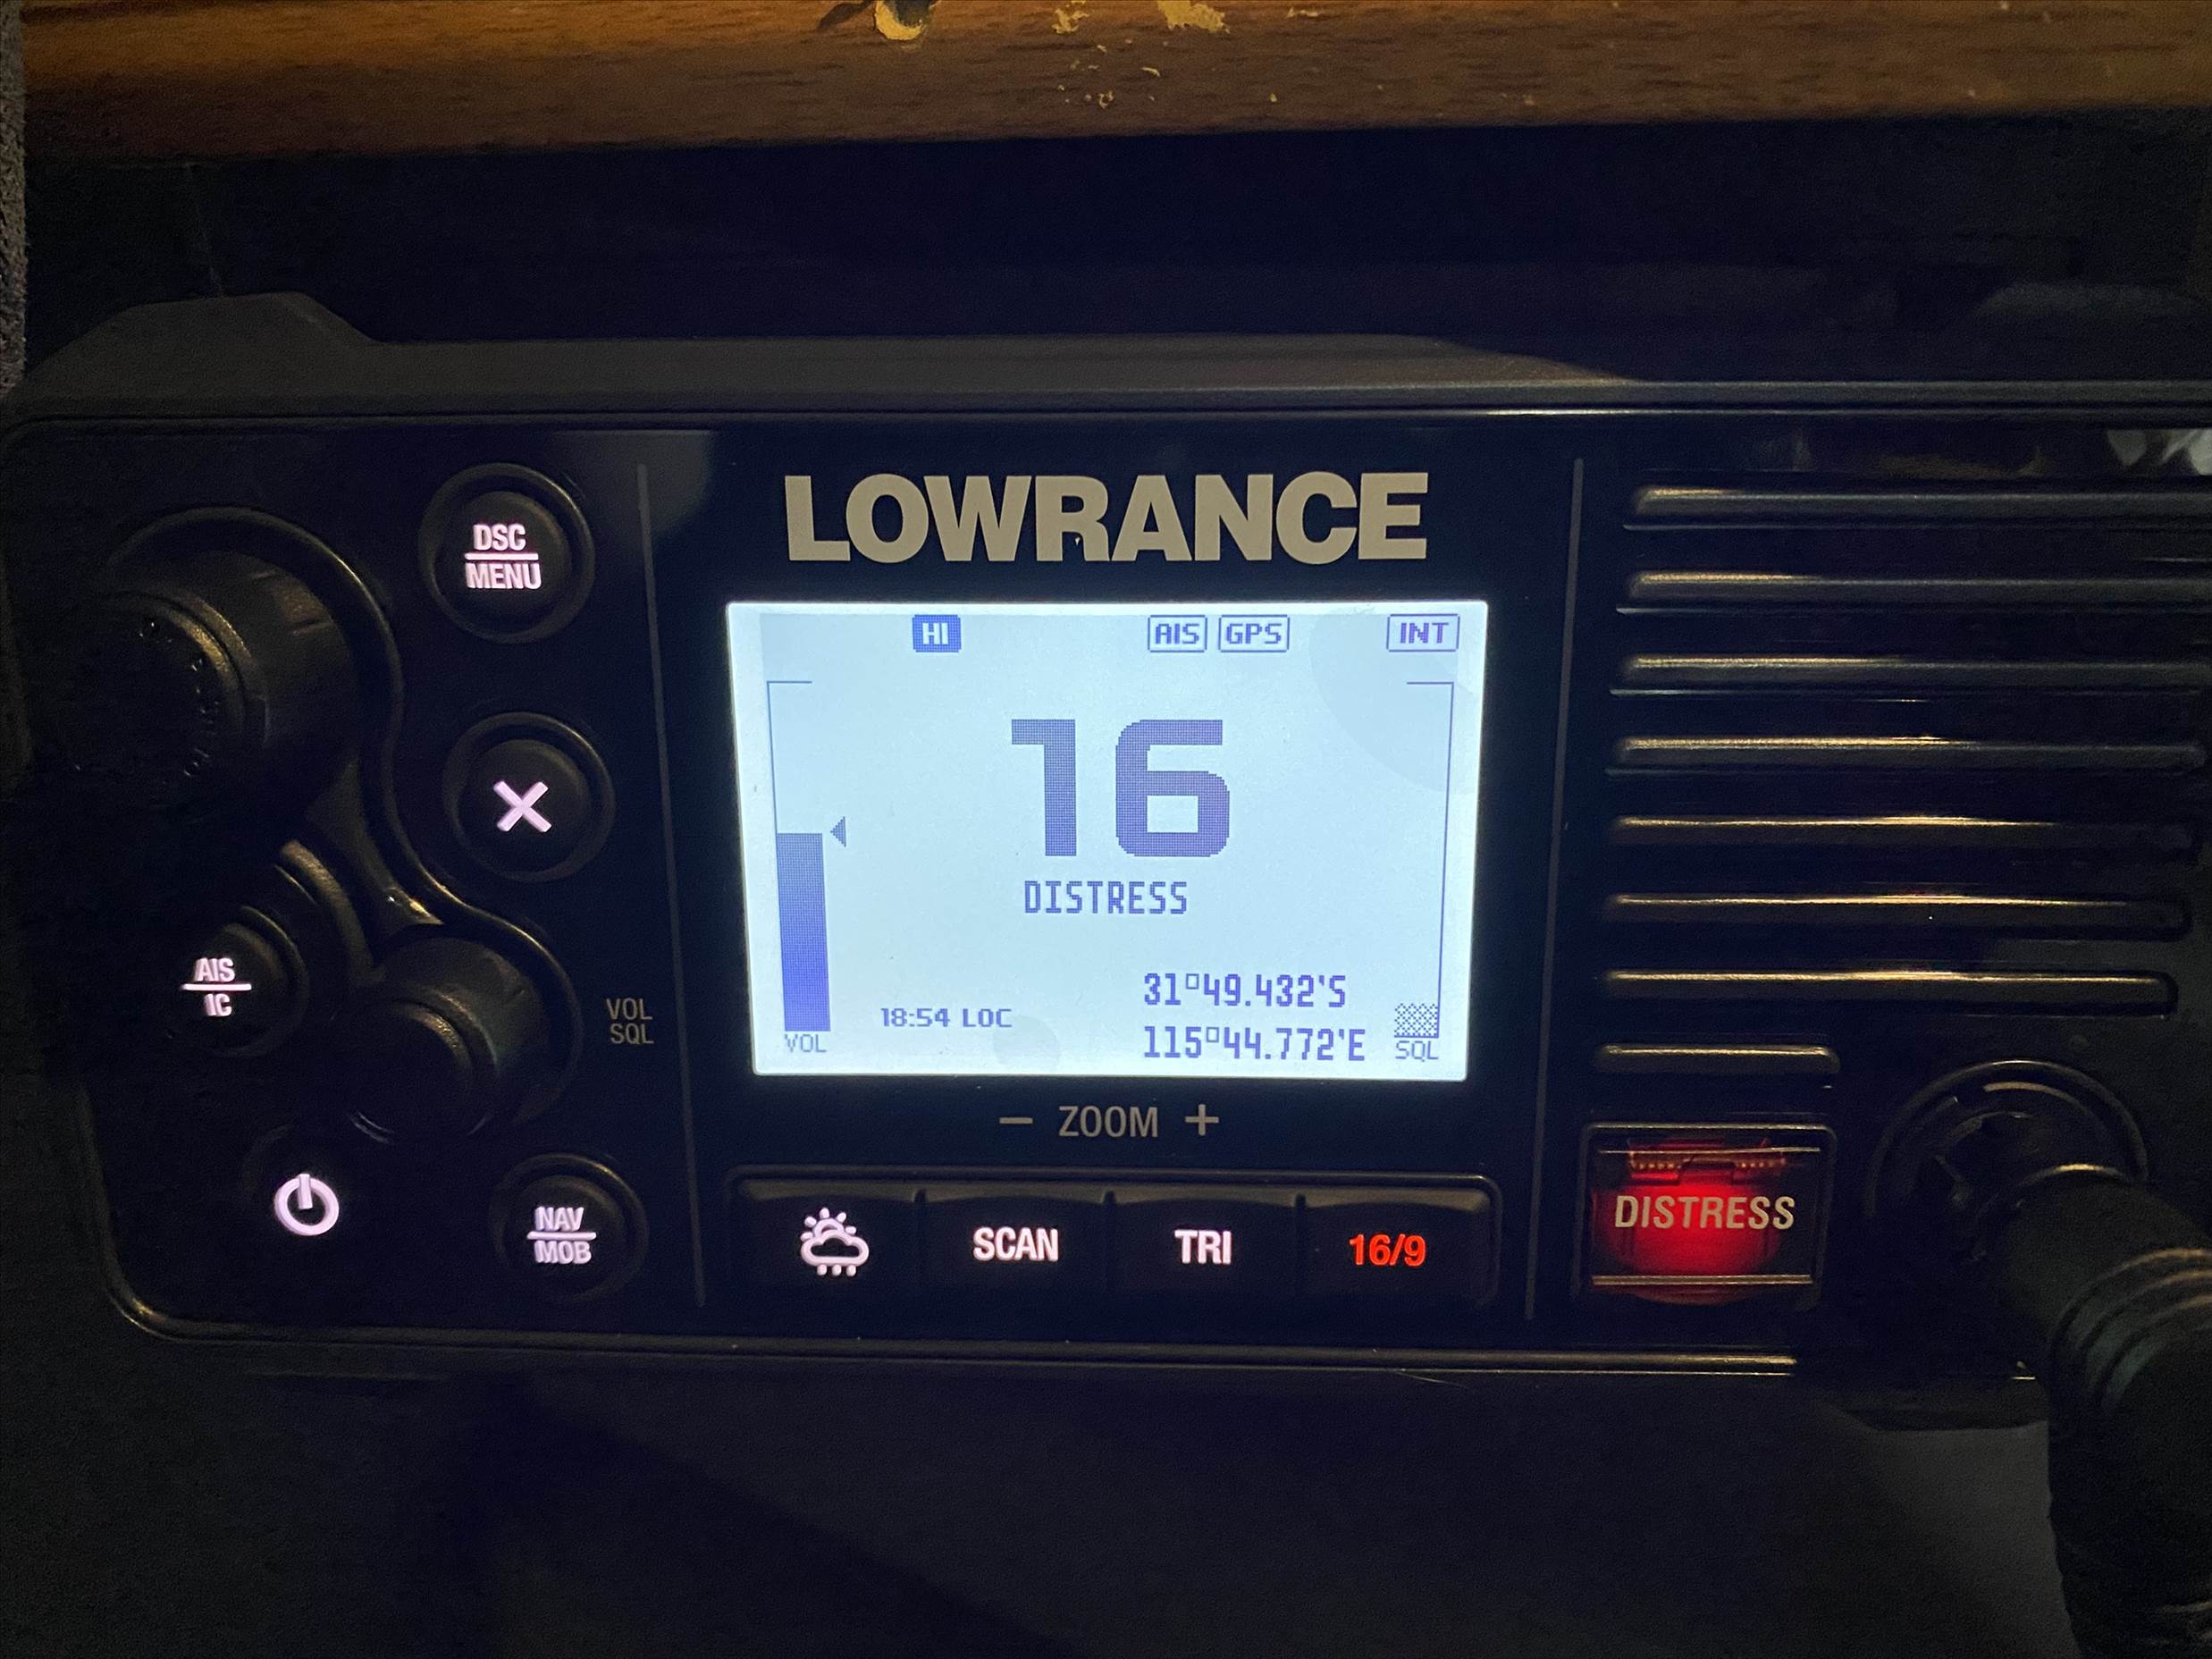 LOWRANCE
DSC
MENU
HI AIS GPS INT
16
DISTRESS
31°49.432'S
18:54 LOC
115°44.772'E
VOL
SQL
AIS
IC
VOL
SQL
- ZOOM +
NAV
MOB
SCAN TRI 16/9
DISTRESS